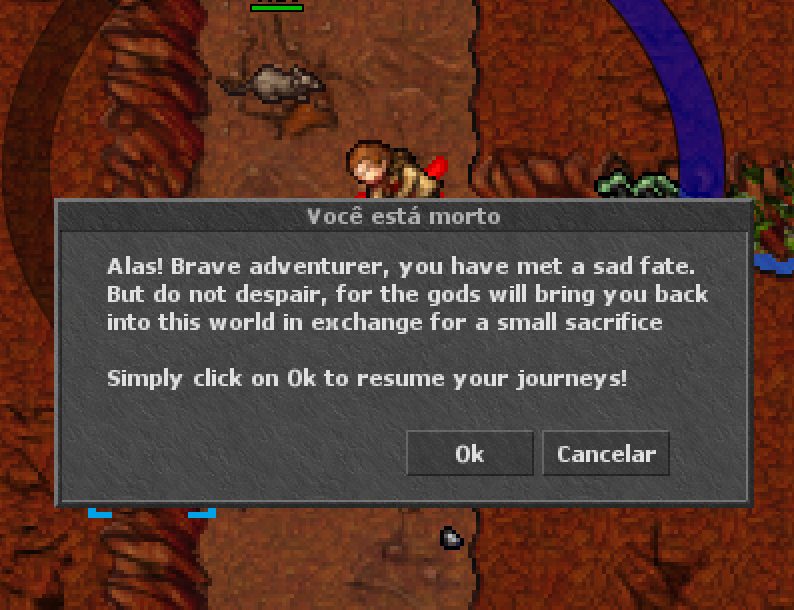 Você está morto
Alas! Brave adventurer, you have met a sad fate.
But do not despair, for the gods will bring you back
into this world in exchange for a small sacrifice
Simply click on Ok to resume your journeys!
Ok
Cancelar